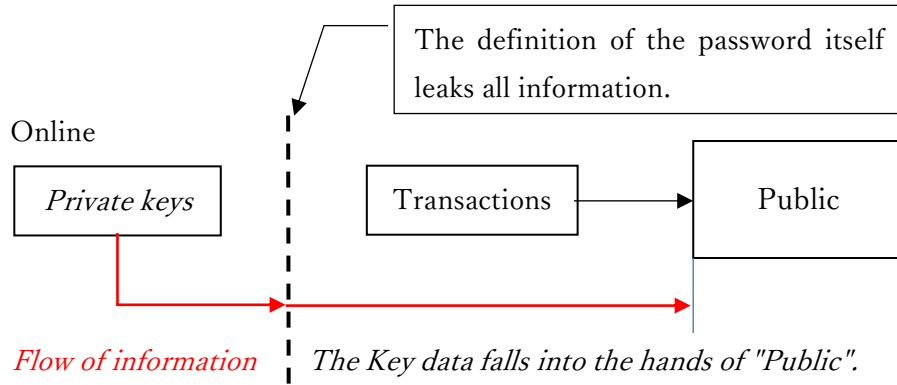 The definition of the password itself
leaks all information.
Online
Private keys
Transactions
Public
Flow of information
The Key data falls into the hands of "Public".